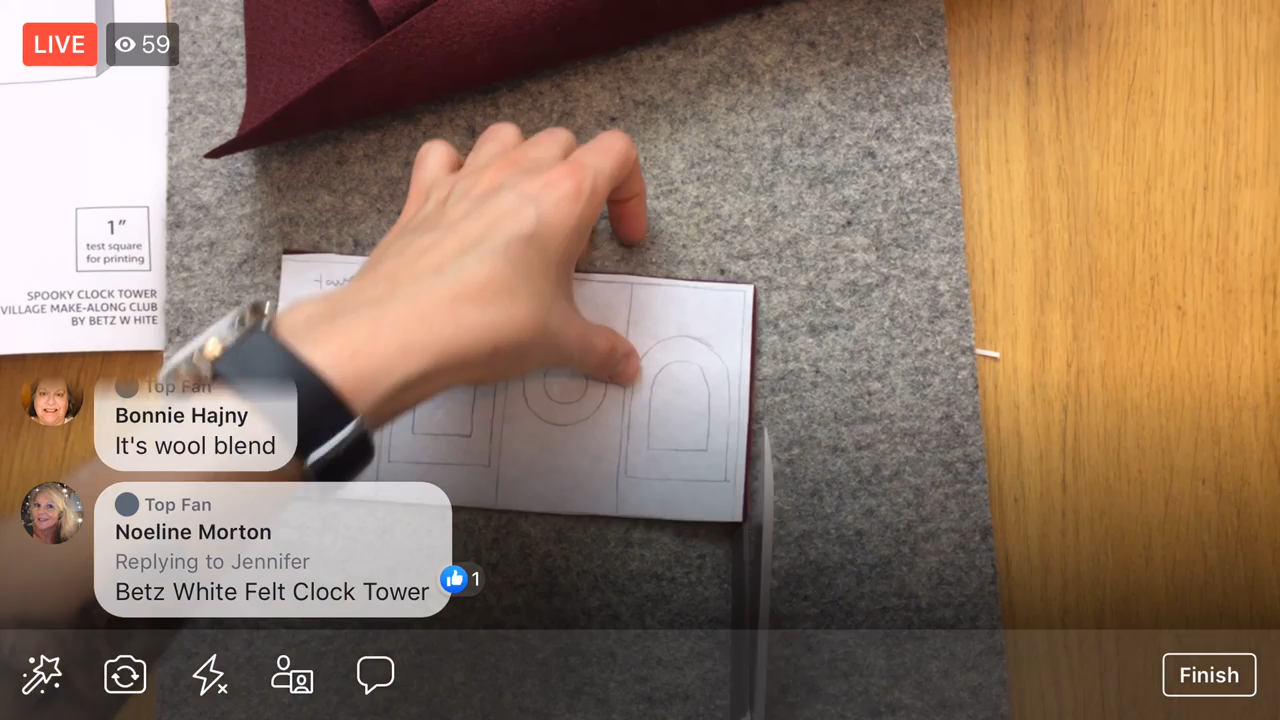 LIVE
59
1"
test square
for printing
SPOOKY CLOCK TOWER
VILLAGE MAKE-ALONG CLUB
BY BETZ W HITE
Top Fan
Bonnie Hajny
It's wool blend
Top Fan
Noeline Morton
Replying to Jennifer
Betz White Felt Clock Tower
1
Finish